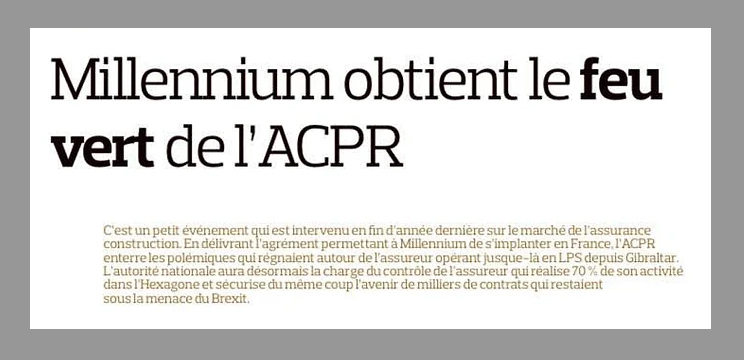 Millennium obtient le feu
vert de l'ACPR
C'est un petit événement qui est intervenu en fin d'année dernière sur le marché de l'assurance
construction. En délivrant l'agrément permettant à Millennium de s'implanter en France, l'ACPR
enterre les polémiques qui régnaient autour de l'assureur opérant jusque-là en LPS depuis Gibraltar.
L'autorité nationale aura désormais la charge du contrôle de l'assureur qui réalise 70 % de son activité
dans l'Hexagone et sécurise du même coup l'avenir de milliers de contrats qui restaient
sous la menace du Brexit.